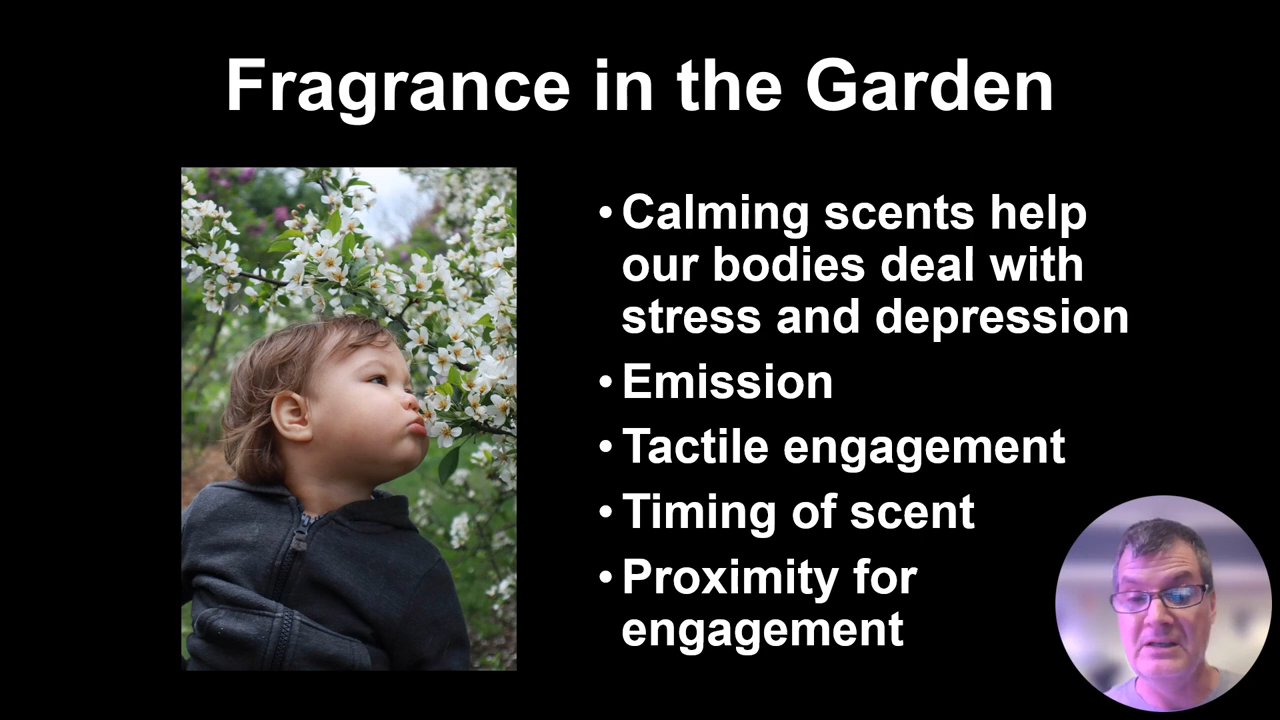 Fragrance in the Garden
• Calming scents help
our bodies deal with
stress and depression
• Emission
• Tactile engagement
• Timing of scent
• Proximity for
engagement